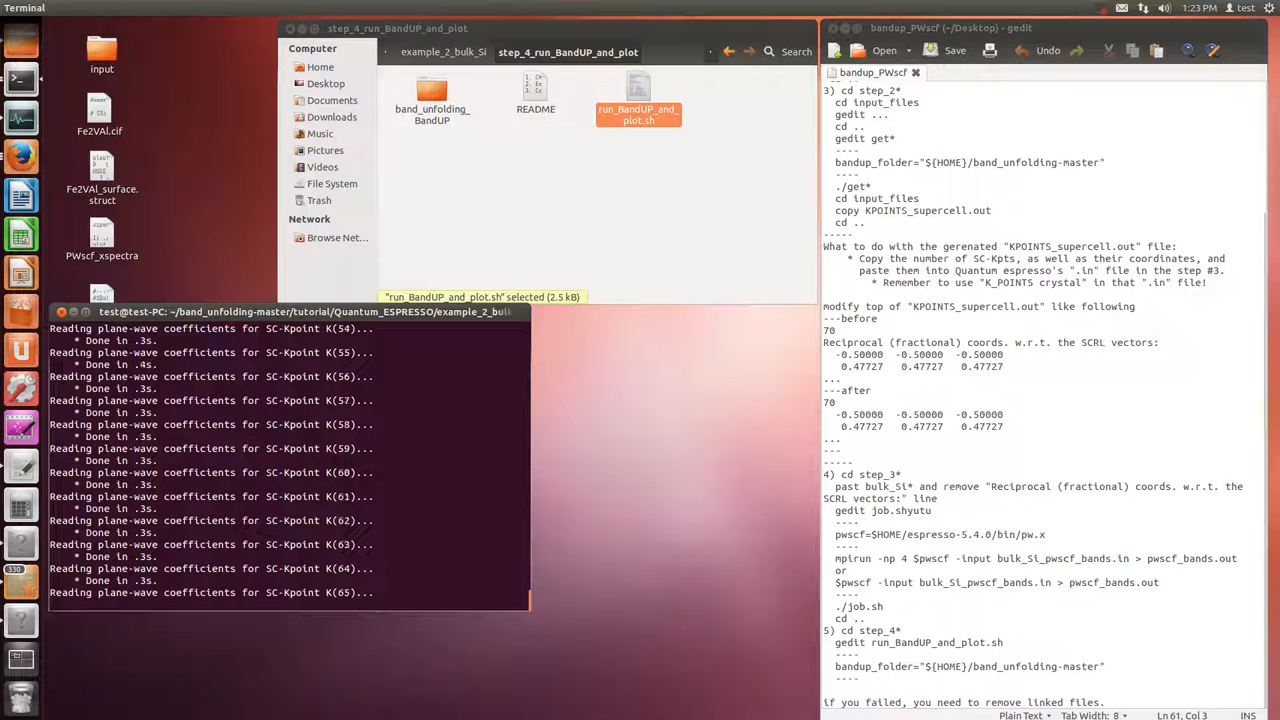 Terminal
1:23 PM
test
input
Fe2VAl.cif
Fe2VAl_surface.
struct
PWscf_xspectra
330
step_4_run_BandUP_and_plot
Computer
Home
Desktop
Documents
Downloads
Music
Pictures
Videos
File System
Trash
Network
Browse Net...
example_2_bulk_Si
step_4_run_BandUP_and_plot
Search
band_unfolding_
BandUP
README
run_BandUP_and_
plot.sh
"run_BandUP_and_plot.sh" selected (2.5 kB)
test@test-PC: ~/band_unfolding-master/tutorial/Quantum_ESPRESSO/example_2_bulk
Reading plane-wave coefficients for SC-Kpoint K(54)...
* Done in .3s.
Reading plane-wave coefficients for SC-Kpoint K(55)...
* Done in .4s.
Reading plane-wave coefficients for SC-Kpoint K(56)...
* Done in .3s.
Reading plane-wave coefficients for SC-Kpoint K(57)...
* Done in .3s.
Reading plane-wave coefficients for SC-Kpoint K(58)...
* Done in .3s.
Reading plane-wave coefficients for SC-Kpoint K(59)...
* Done in .3s.
Reading plane-wave coefficients for SC-Kpoint K(60)...
* Done in .3s.
Reading plane-wave coefficients for SC-Kpoint K(61)...
* Done in .3s.
Reading plane-wave coefficients for SC-Kpoint K(62)...
* Done in .3s.
Reading plane-wave coefficients for SC-Kpoint K(63)...
* Done in .3s.
Reading plane-wave coefficients for SC-Kpoint K(64)...
* Done in .3s.
Reading plane-wave coefficients for SC-Kpoint K(65)...
bandup_PWscf (~/Desktop) - gedit
Open
Save
Undo
bandup_PWscf
3) cd step_2*
cd input_files
gedit ...
cd ..
gedit get*
----
bandup_folder="${HOME}/band_unfolding-master"
----
./get*
cd input_files
copy KPOINTS_supercell.out
cd ..
-----
What to do with the gerenated "KPOINTS_supercell.out" file:
* Copy the number of SC-Kpts, as well as their coordinates, and
paste them into Quantum espresso's ".in" file in the step #3.
* Remember to use "K_POINTS crystal" in that ".in" file!

modify top of "KPOINTS_supercell.out" like following
---before
70
Reciprocal (fractional) coords. w.r.t. the SCRL vectors:
-0.50000 -0.50000 -0.50000
0.47727 0.47727 0.47727
...
---after
70
-0.50000 -0.50000 -0.50000
0.47727 0.47727 0.47727
...
---
-----
4) cd step_3*
past bulk_Si* and remove "Reciprocal (fractional) coords. w.r.t. the
SCRL vectors:" line
gedit job.shyutu
----
pwscf=$HOME/espresso-5.4.0/bin/pw.x
----
mpirun -np 4 $pwscf -input bulk_Si_pwscf_bands.in > pwscf_bands.out
or
$pwscf -input bulk_Si_pwscf_bands.in > pwscf_bands.out
----
./job.sh
cd ..
5) cd step_4*
gedit run_BandUP_and_plot.sh
----
bandup_folder="${HOME}/band_unfolding-master"
----

if you failed, you need to remove linked files.
Plain Text
Tab Width: 8
Ln 61, Col 3
INS